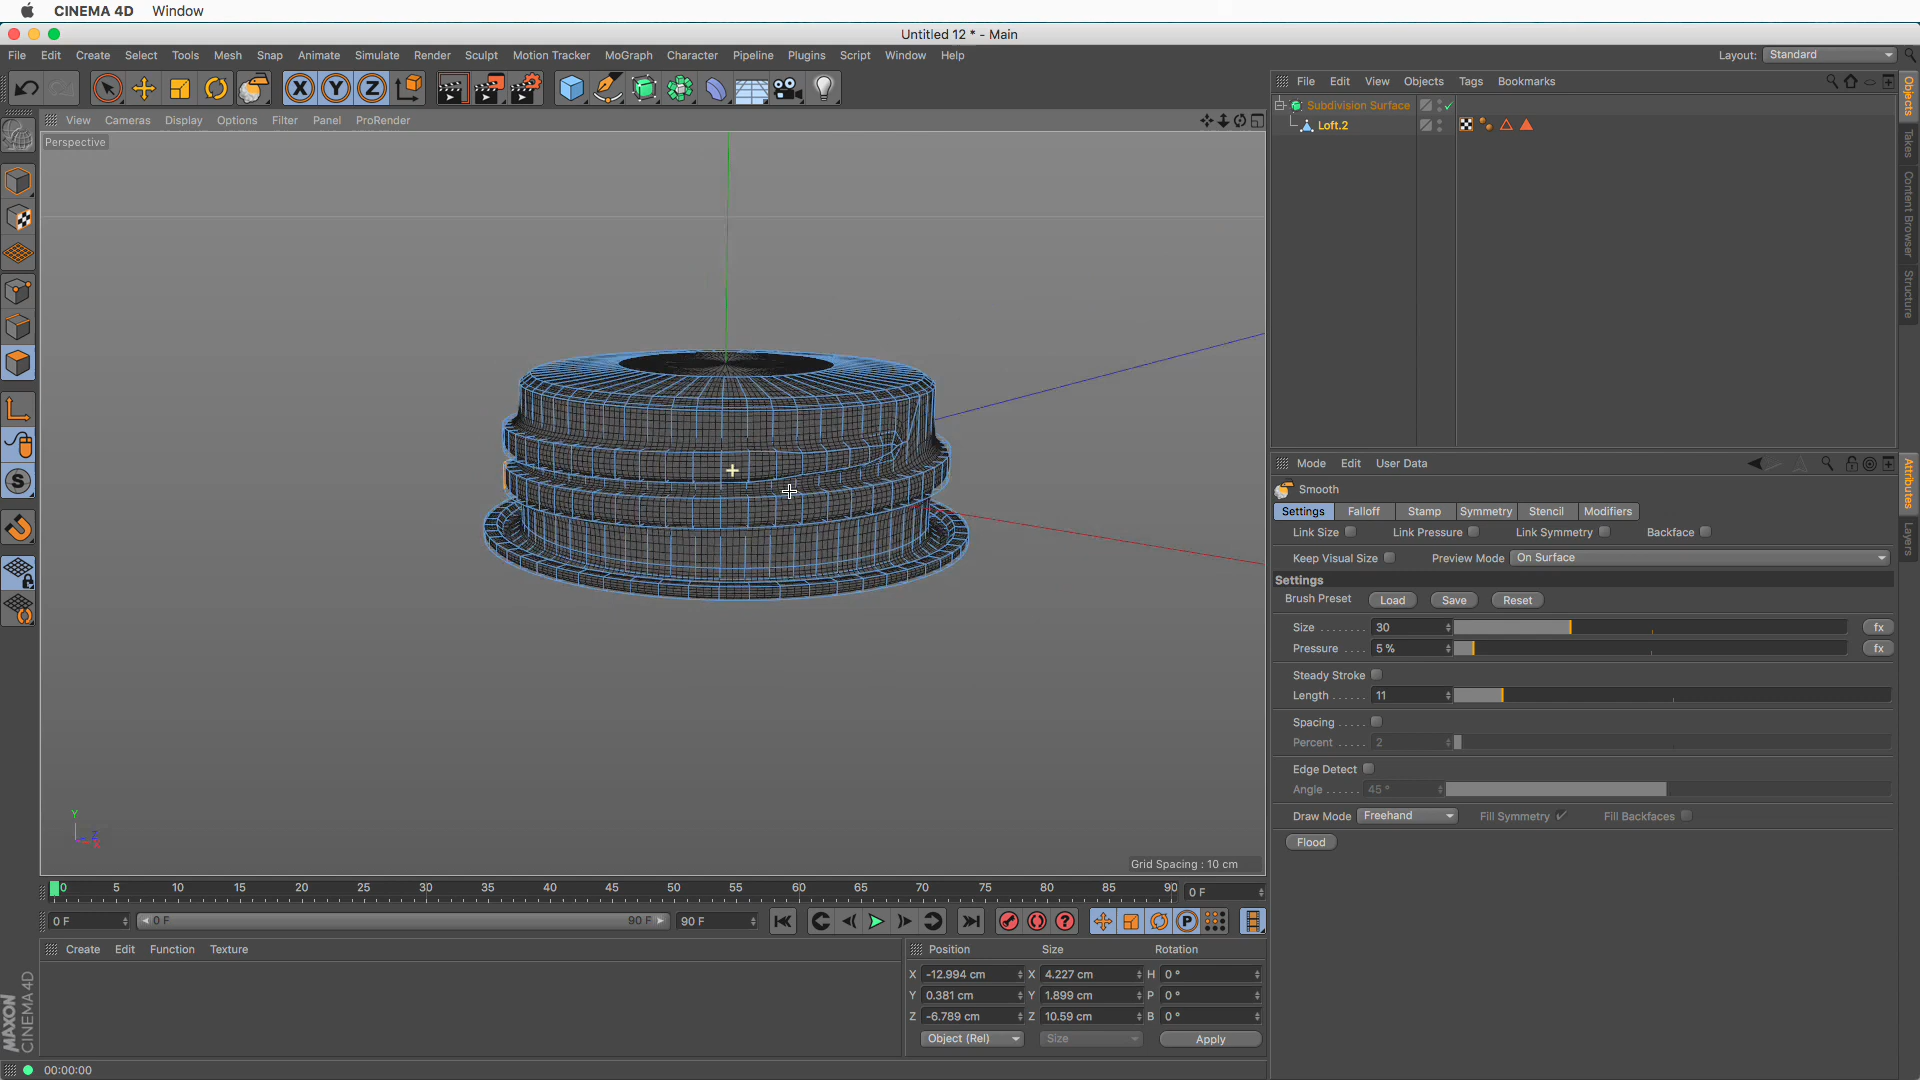 CINEMA 4D Window
Untitled 12 * - Main
File Edit Create Select Tools Mesh Snap Animate Simulate Render Sculpt Motion Tracker MoGraph Character Pipeline Plugins Script Window Help Layout: Standard
X Y Z
File Edit View Objects Tags Bookmarks
View Cameras Display Options Filter Panel ProRender
Perspective
Subdivision Surface
Loft.2
Objects
Takes
Content Browser
Structure
Mode Edit User Data
Attributes
Layers
Smooth
Settings Falloff Stamp Symmetry Stencil Modifiers
Link Size Link Pressure Link Symmetry Backface
Keep Visual Size Preview Mode On Surface
Settings
Brush Preset Load Save Reset
Size ........ 30 fx
Pressure .... 5 % fx
Steady Stroke
Length ...... 11
Spacing .....
Percent ..... 2
Edge Detect
Angle ...... 45 °
Draw Mode Freehand Fill Symmetry Fill Backfaces
Flood
Y
Z
X
Grid Spacing : 10 cm
0 5 10 15 20 25 30 35 40 45 50 55 60 65 70 75 80 85 90 0 F
0 F 0 F 90 F 90 F
Create Edit Function Texture
Position Size Rotation
X -12.994 cm X 4.227 cm H 0 °
Y 0.381 cm Y 1.899 cm P 0 °
Z -6.789 cm Z 10.59 cm B 0 °
Object (Rel) Size Apply
MAXON
CINEMA 4D
00:00:00